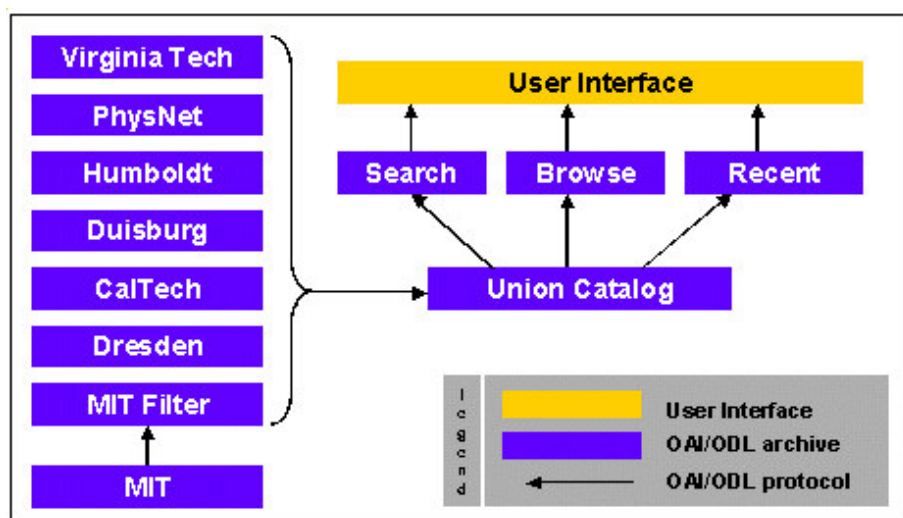 Virginia Tech
PhysNet
Humboldt
Duisburg
CalTech
Dresden
MIT Filter
MIT
User Interface
Search
Browse
Recent
Union Catalog
legend
User Interface
OAI/ODL archive
OAI/ODL protocol